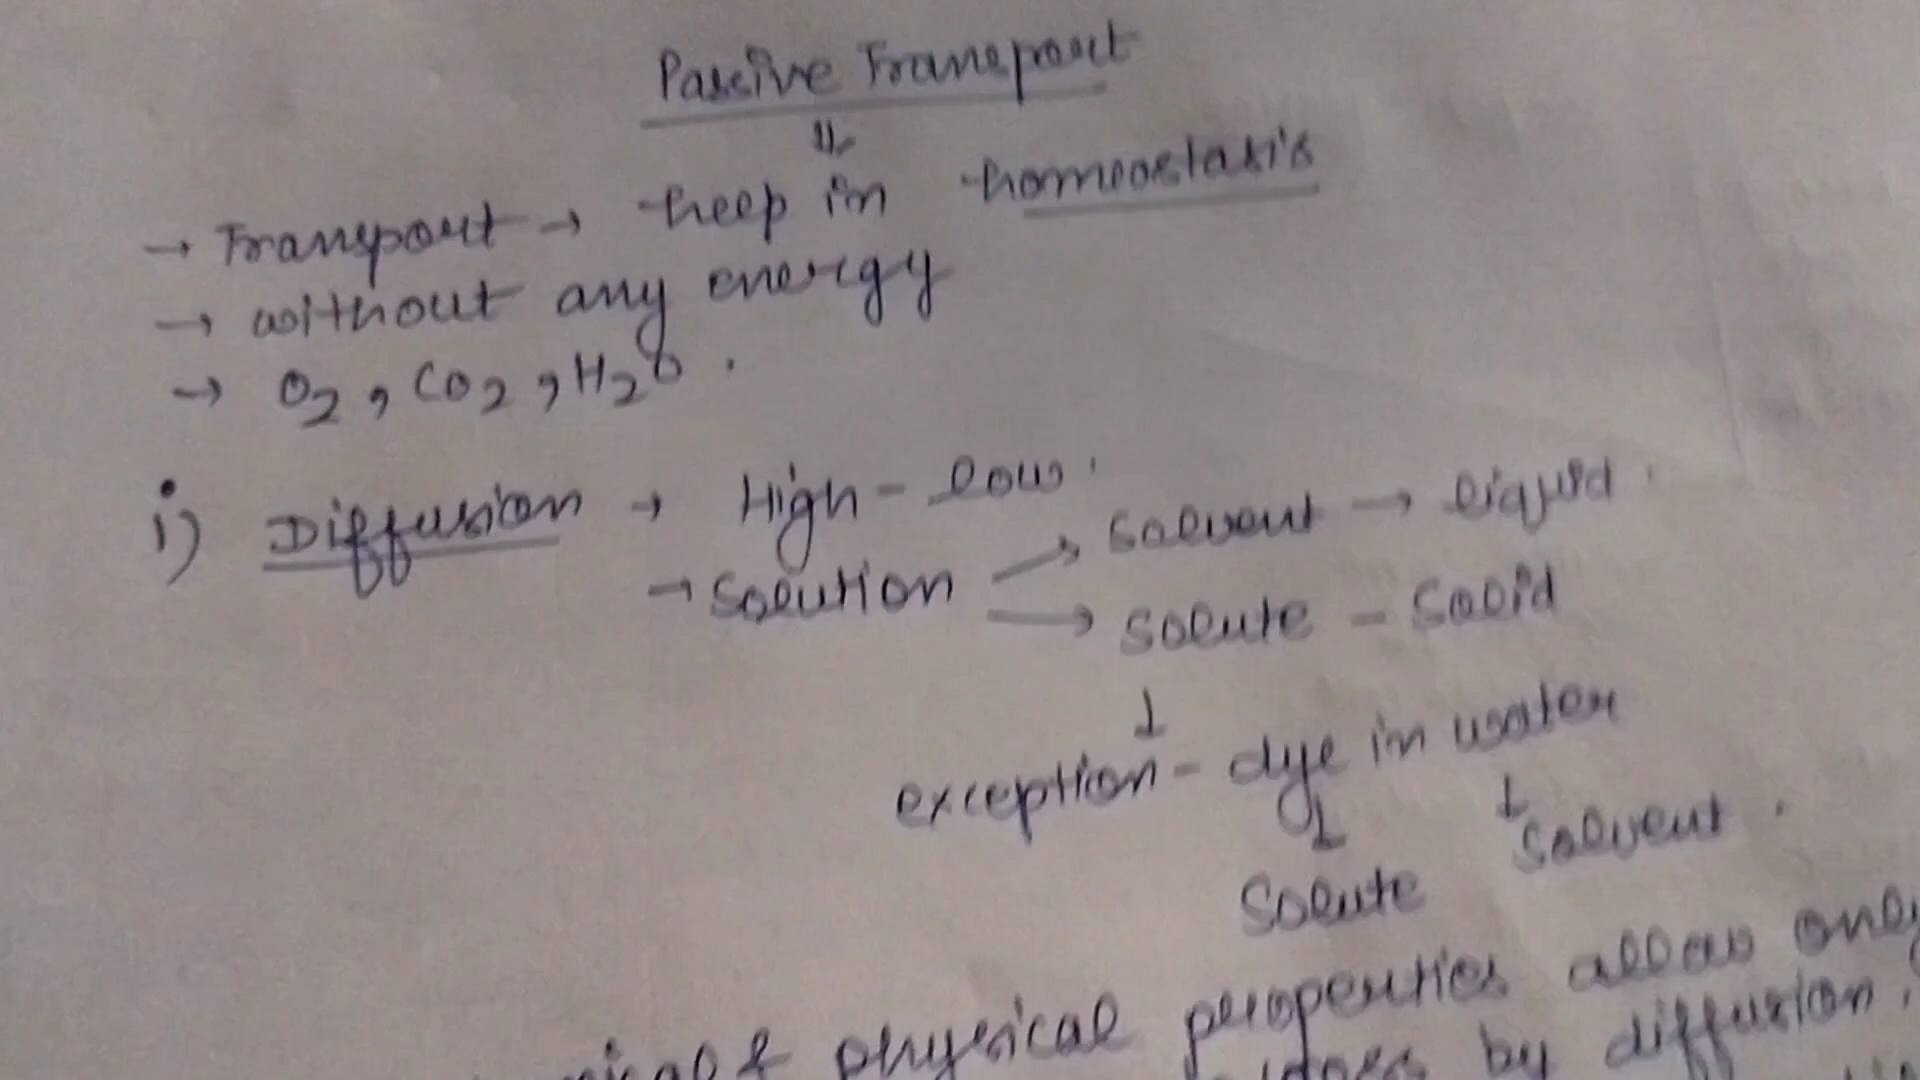 Passive Transport
→ Transport → keep in homeostasis
→ without any energy
→ O2, CO2, H2O.
i) Diffusion → High - low.
→ solution → solvent → liquid.
→ solute - solid
↓
exception - dye in water
↓ ↓
solute solvent.
& physical properties allow only
by diffusion.